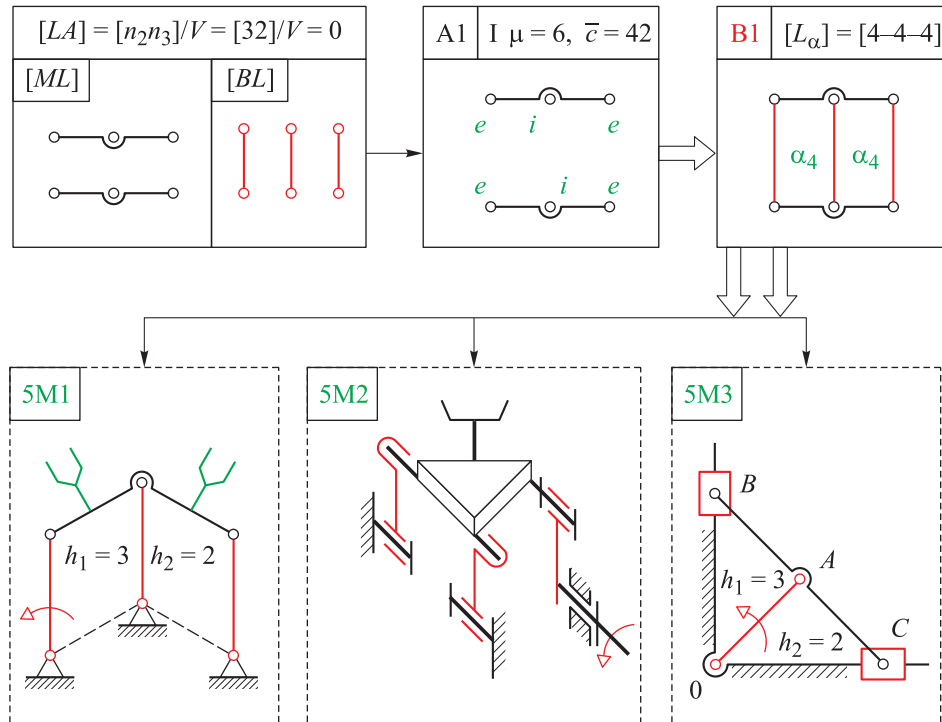 [LA] = [n₂n₃]/V = [32]/V = 0
[ML]
[BL]
A1
I μ = 6, c̅ = 42
e i e
e i e
B1
[Lα] = [4–4–4]
α₄ α₄
5M1
h₁ = 3 h₂ = 2
5M2
5M3
B
A
h₁ = 3
C
h₂ = 2
0